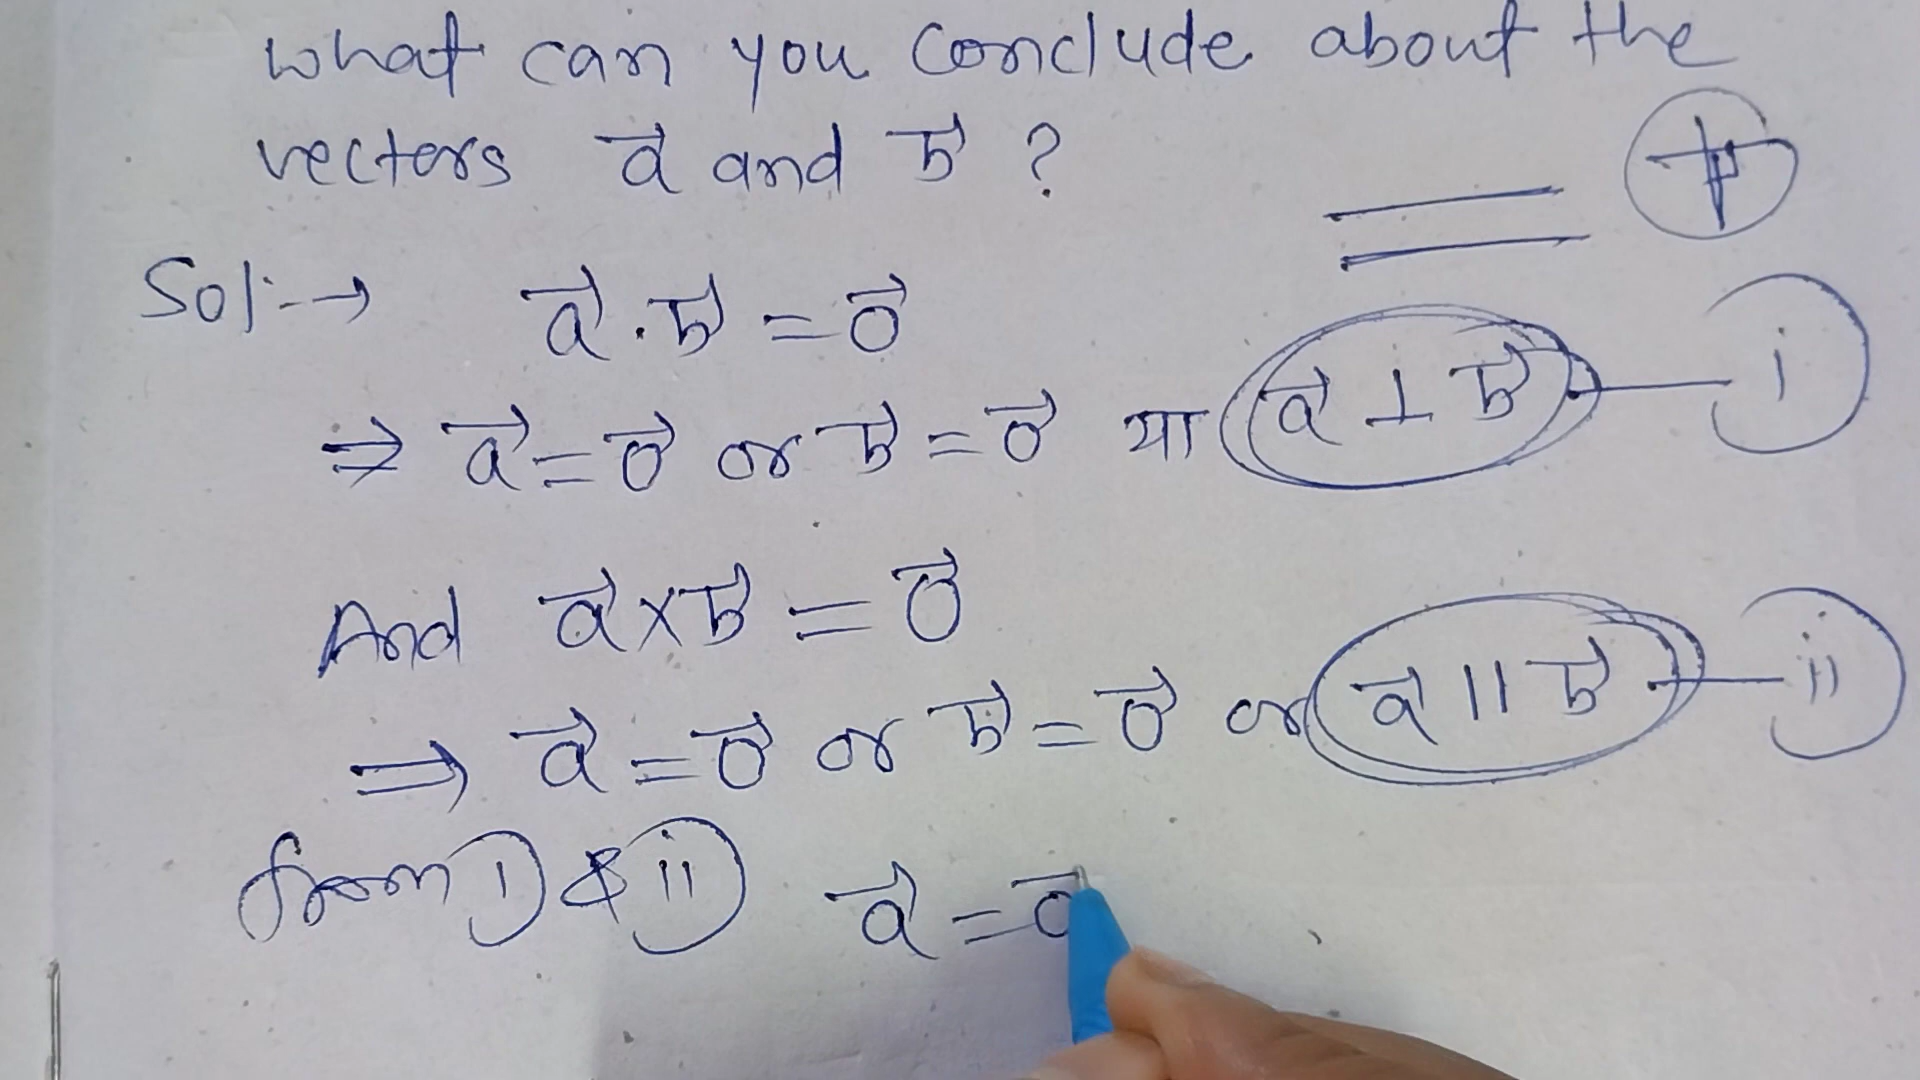 what can you conclude about the
vectors a⃗ and b⃗ ?
Sol:-→ a⃗ . b⃗ = 0⃗
⇒ a⃗ = 0⃗ or b⃗ = 0⃗ या a⃗ ⊥ b⃗ — i
And a⃗ × b⃗ = 0⃗
⇒ a⃗ = 0⃗ or b⃗ = 0⃗ or a⃗ || b⃗ — ii
from i & ii a⃗ = 0⃗